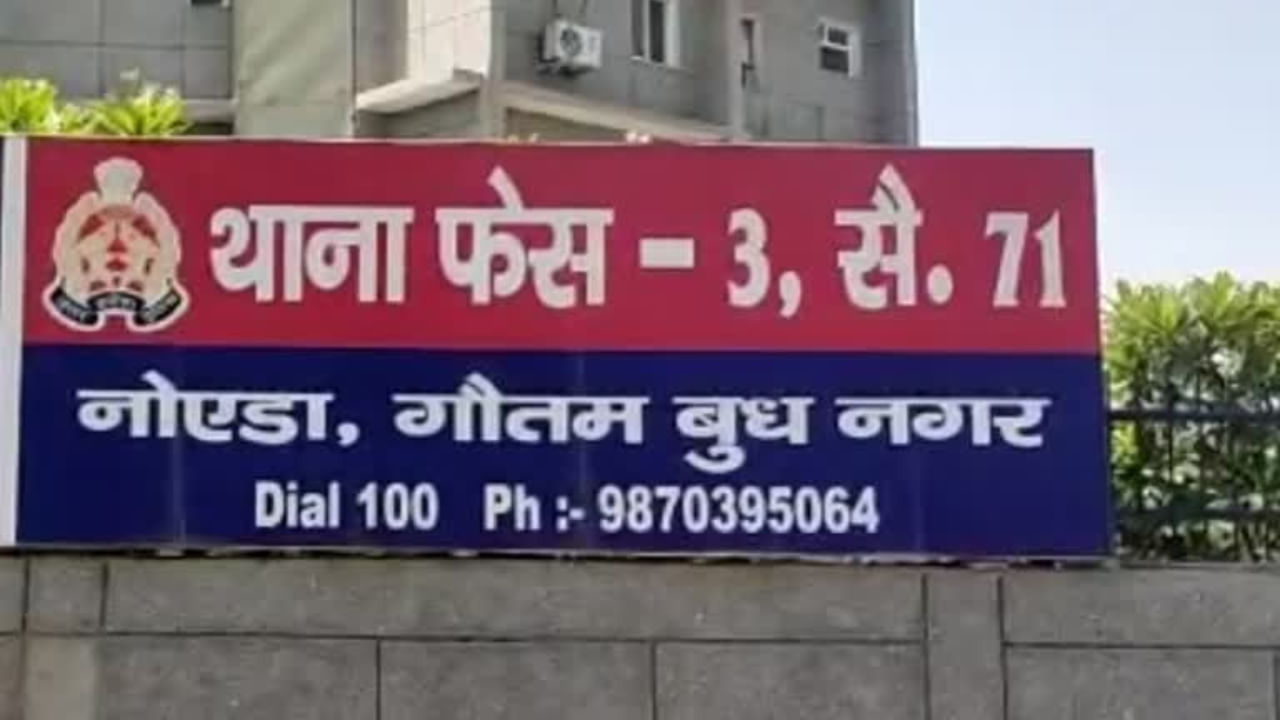 थाना फेस - 3, सै. 71
नोएडा, गौतम बुध नगर
Dial 100 Ph :- 9870395064